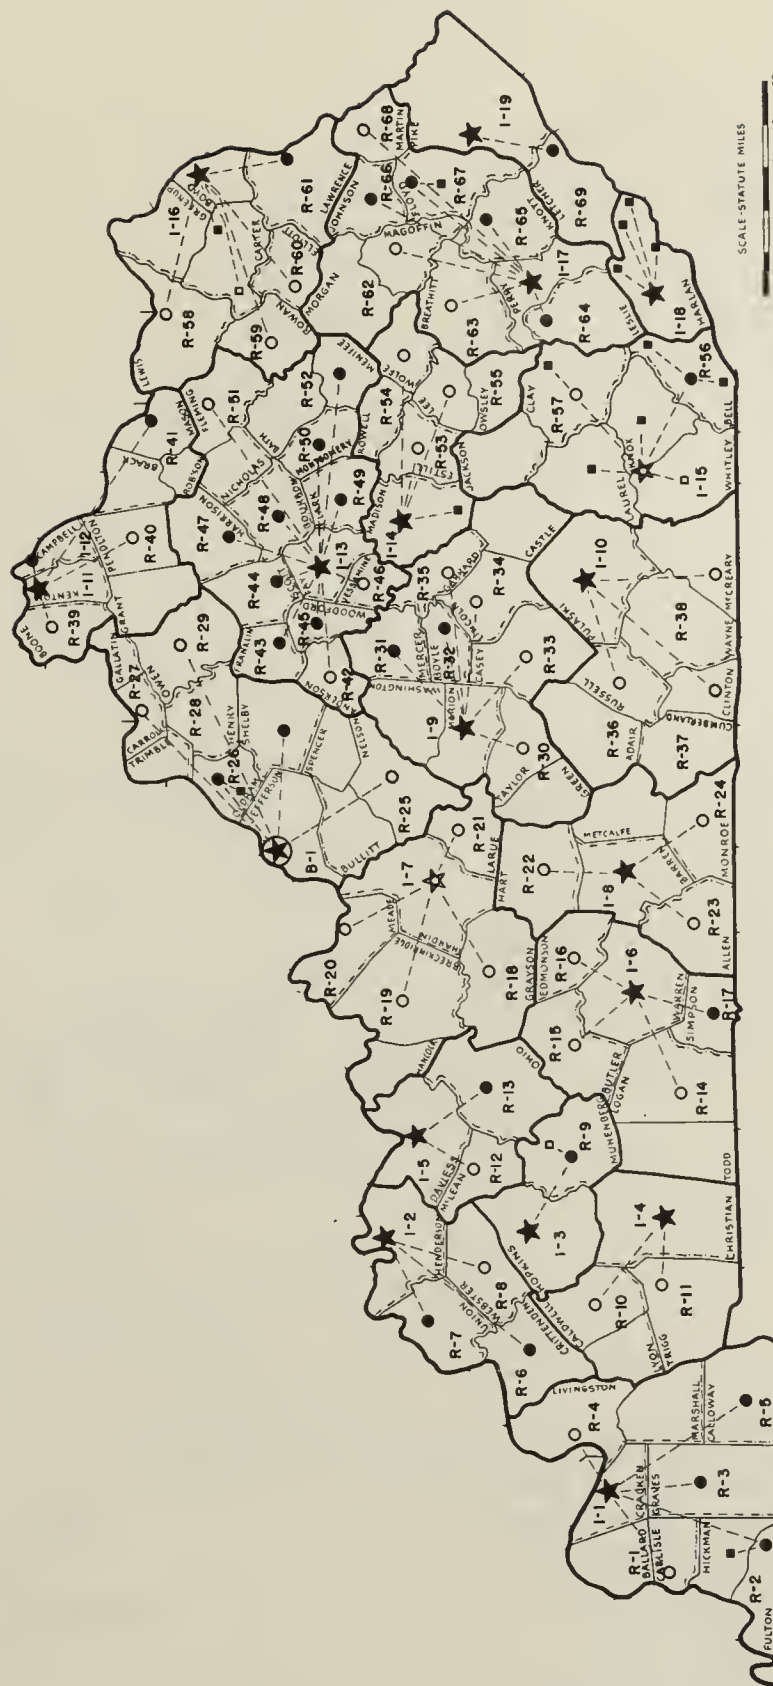 SCALE-STATUTE MILES
I-16
GREENUP
BOYD
R-58
LEWIS
CARTER
R-61
LAWRENCE
ELLIOTT
R-60
R-59
ROWAN
MORGAN
JOHNSON
R-68
MARTIN
PIKE
R-66
FLOYD
R-67
I-19
MAGOFFIN
R-62
R-65
KNOTT
LETCHER
R-69
BREATHITT
R-63
PERRY
I-17
R-64
LESLIE
I-18
HARLAN
R-41
MASON
FLEMING
R-51
BRACK
ROBTSON
NICHOLAS
BATH
R-52
MENIFEE
WOLFE
R-50
MONTGOMERY
POWELL
R-54
LEE
R-53
ESTILL
OWSLEY
R-55
CLAY
R-57
JACKSON
R-56
BELL
KNOX
LAUREL
I-15
WHITLEY
CAMPBELL
I-12
PENDLETON
R-40
KENTON
I-11
BOONE
R-39
GRANT
R-47
HARRISON
R-48
BOURBON
CLARK
R-49
R-44
I-13
FAYETTE
MADISON
I-14
R-46
JESSAMINE
WOODFORD
R-45
R-43
FRANKLIN
R-42
ANDERSON
R-35
GARRARD
R-34
LINCOLN
CASTLE
I-10
PULASKI
R-38
McCREARY
WAYNE
CLINTON
GALLATIN
R-27
OWEN
R-29
CARROLL
TRIMBLE
R-28
HENRY
SHELBY
R-26
OLDHAM
JEFFERSON
SPENCER
B-1
BULLITT
NELSON
R-25
WASHINGTON
R-31
MERCER
BOYLE
R-32
CASEY
R-33
I-9
MARION
R-30
TAYLOR
GREEN
RUSSELL
R-36
ADAIR
R-37
CUMBERLAND
R-20
MEADE
I-7
R-21
LARUE
HARDIN
BRECKINRIDGE
R-19
R-18
GRAYSON
HART
R-22
METCALFE
I-8
BARREN
R-24
MONROE
R-23
ALLEN
EDMONSON
R-16
I-6
R-15
WARREN
SIMPSON
R-17
BUTLER
LOGAN
R-14
HANCOCK
OHIO
R-13
I-5
DAVIESS
McLEAN
R-12
R-9
MUHLENBERG
TODD
I-2
HENDERSON
R-7
UNION
WEBSTER
R-8
HOPKINS
I-3
R-6
CRITTENDEN
CALDWELL
R-10
I-4
R-11
CHRISTIAN
LYON
TRIGG
LIVINGSTON
R-4
MARSHALL
CALLOWAY
R-5
I-1
CRACKEN
GRAVES
R-3
R-1
BALLARD
CARLISLE
HICKMAN
R-2
FULTON